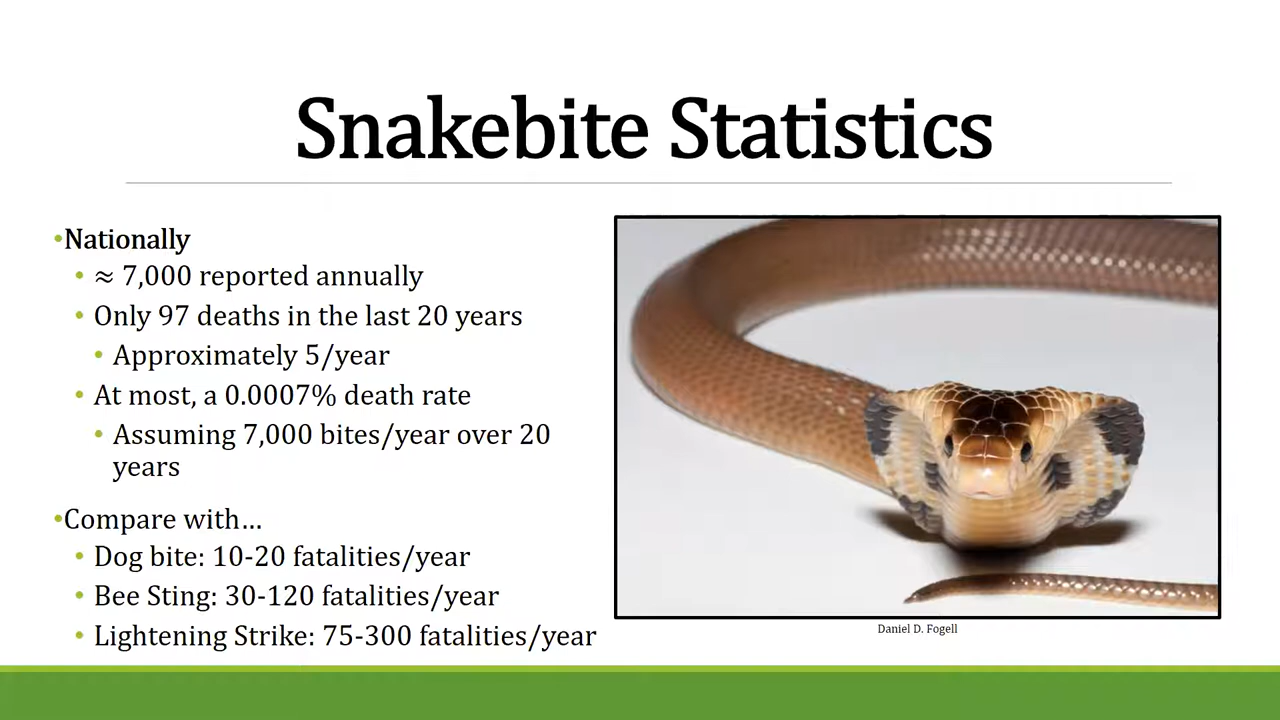 Snakebite Statistics
•Nationally
• ≈ 7,000 reported annually
• Only 97 deaths in the last 20 years
• Approximately 5/year
• At most, a 0.0007% death rate
• Assuming 7,000 bites/year over 20
years
•Compare with…
• Dog bite: 10-20 fatalities/year
• Bee Sting: 30-120 fatalities/year
• Lightening Strike: 75-300 fatalities/year
Daniel D. Fogell